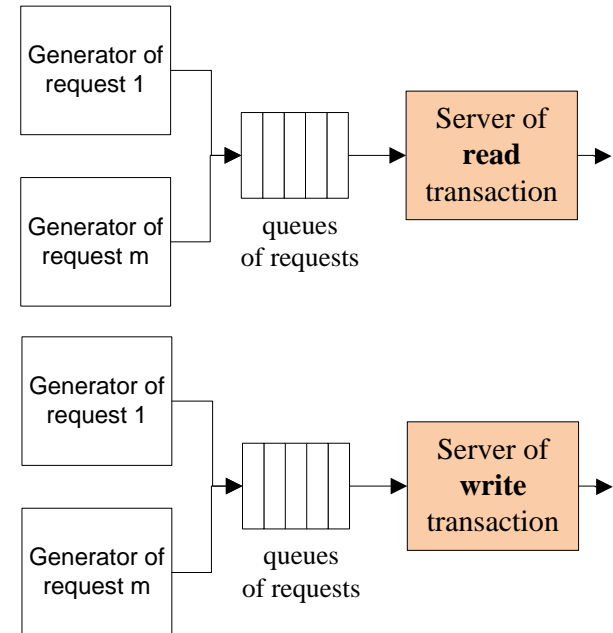 Generator of
request 1
Generator of
request m
queues
of requests
Server of
read
transaction
Generator of
request 1
Generator of
request m
queues
of requests
Server of
write
transaction